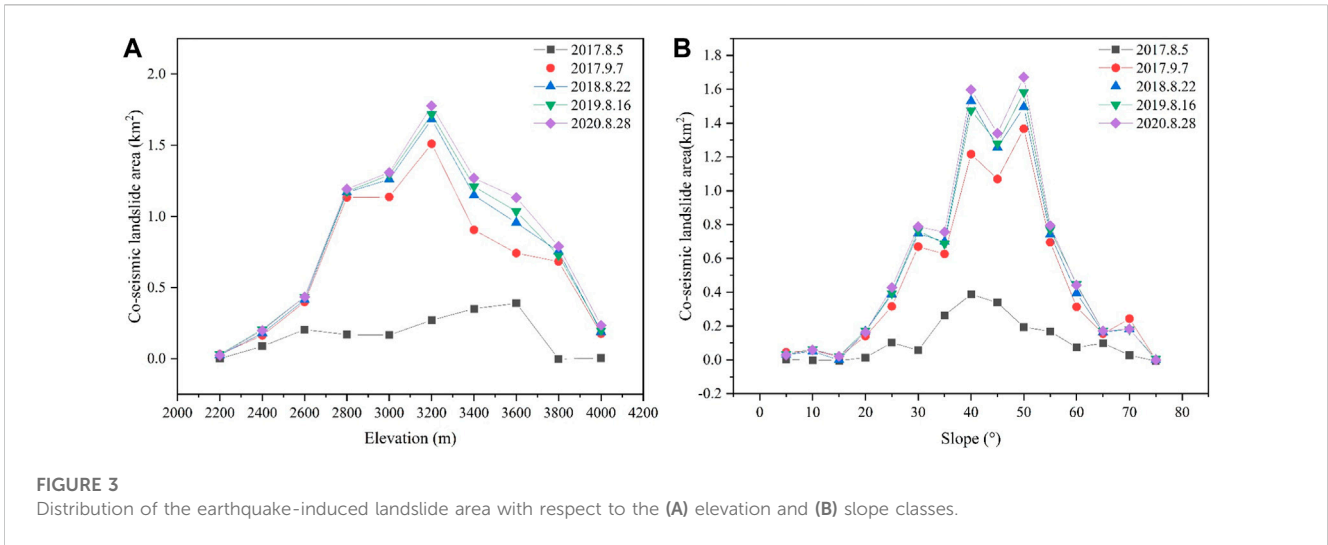 A
2017.8.5
2017.9.7
2018.8.22
2019.8.16
2020.8.28
Co-seismic landslide area (km²)
2.0
1.5
1.0
0.5
0.0
2000 2200 2400 2600 2800 3000 3200 3400 3600 3800 4000 4200
Elevation (m)
B
2017.8.5
2017.9.7
2018.8.22
2019.8.16
2020.8.28
Co-seismic landslide area(km²)
1.8
1.6
1.4
1.2
1.0
0.8
0.6
0.4
0.2
0.0
-0.2
0 10 20 30 40 50 60 70 80
Slope (°)
FIGURE 3
Distribution of the earthquake-induced landslide area with respect to the (A) elevation and (B) slope classes.